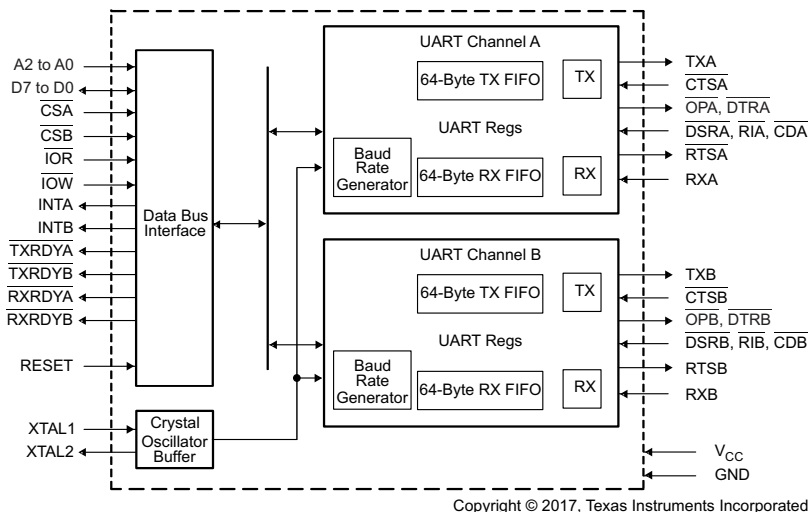 A2 to A0
D7 to D0
CSA
CSB
IOR
IOW
INTA
INTB
TXRDYA
TXRDYB
RXRDYA
RXRDYB
RESET
XTAL1
XTAL2
Data Bus
Interface
Crystal
Oscillator
Buffer
UART Channel A
64-Byte TX FIFO
TX
UART Regs
Baud
Rate
Generator
64-Byte RX FIFO
RX
UART Channel B
64-Byte TX FIFO
TX
UART Regs
Baud
Rate
Generator
64-Byte RX FIFO
RX
TXA
CTSA
OPA, DTRA
DSRA, RIA, CDA
RTSA
RXA
TXB
CTSB
OPB, DTRB
DSRB, RIB, CDB
RTSB
RXB
VCC
GND
Copyright © 2017, Texas Instruments Incorporated